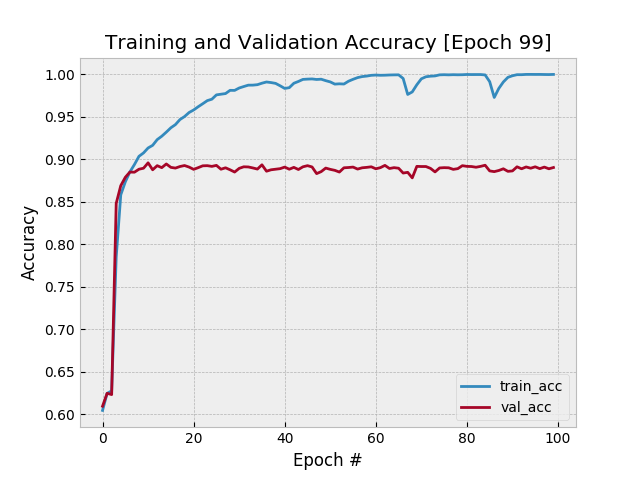 Training and Validation Accuracy [Epoch 99]
1.00
0.95
0.90
0.85
0.80
0.75
0.70
0.65
0.60
Accuracy
train_acc
val_acc
0 20 40 60 80 100
Epoch #